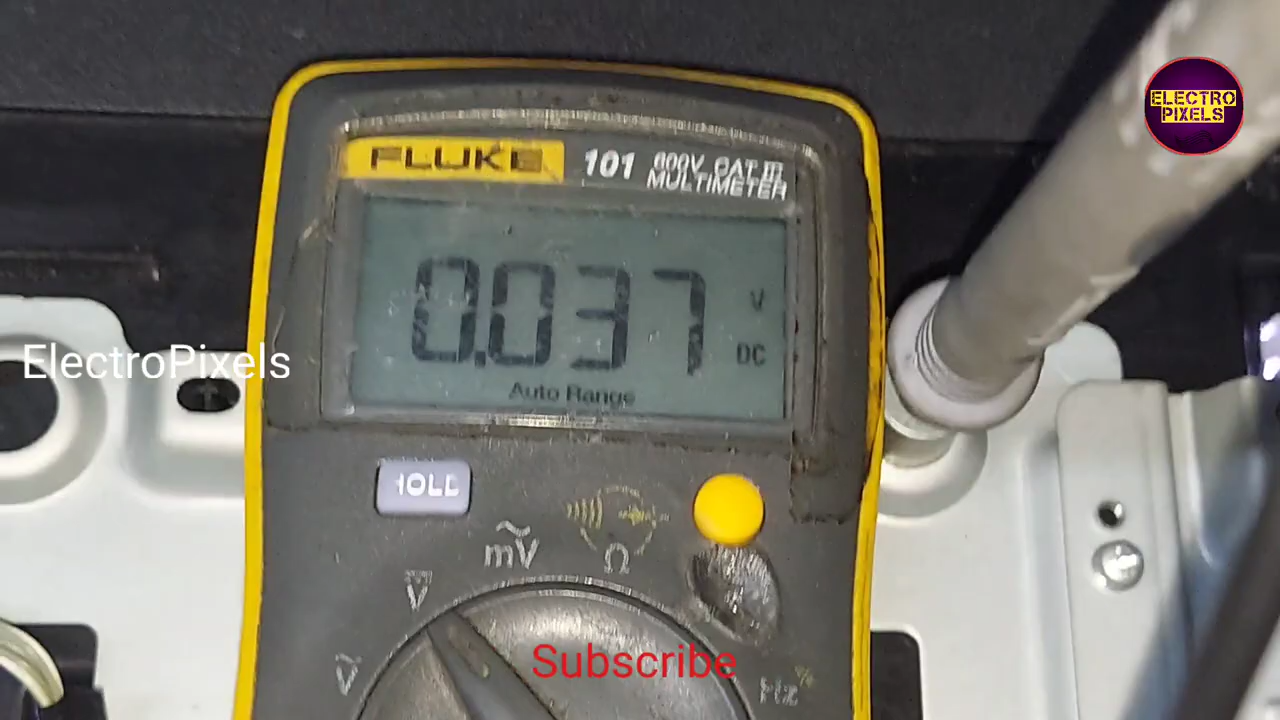 ELECTRO
PIXELS
FLUKE 101 600V CAT III
MULTIMETER
0.037 V
DC
Auto Range
ElectroPixels
HOLD
mV
Ω
V
V
Subscribe
Hz%